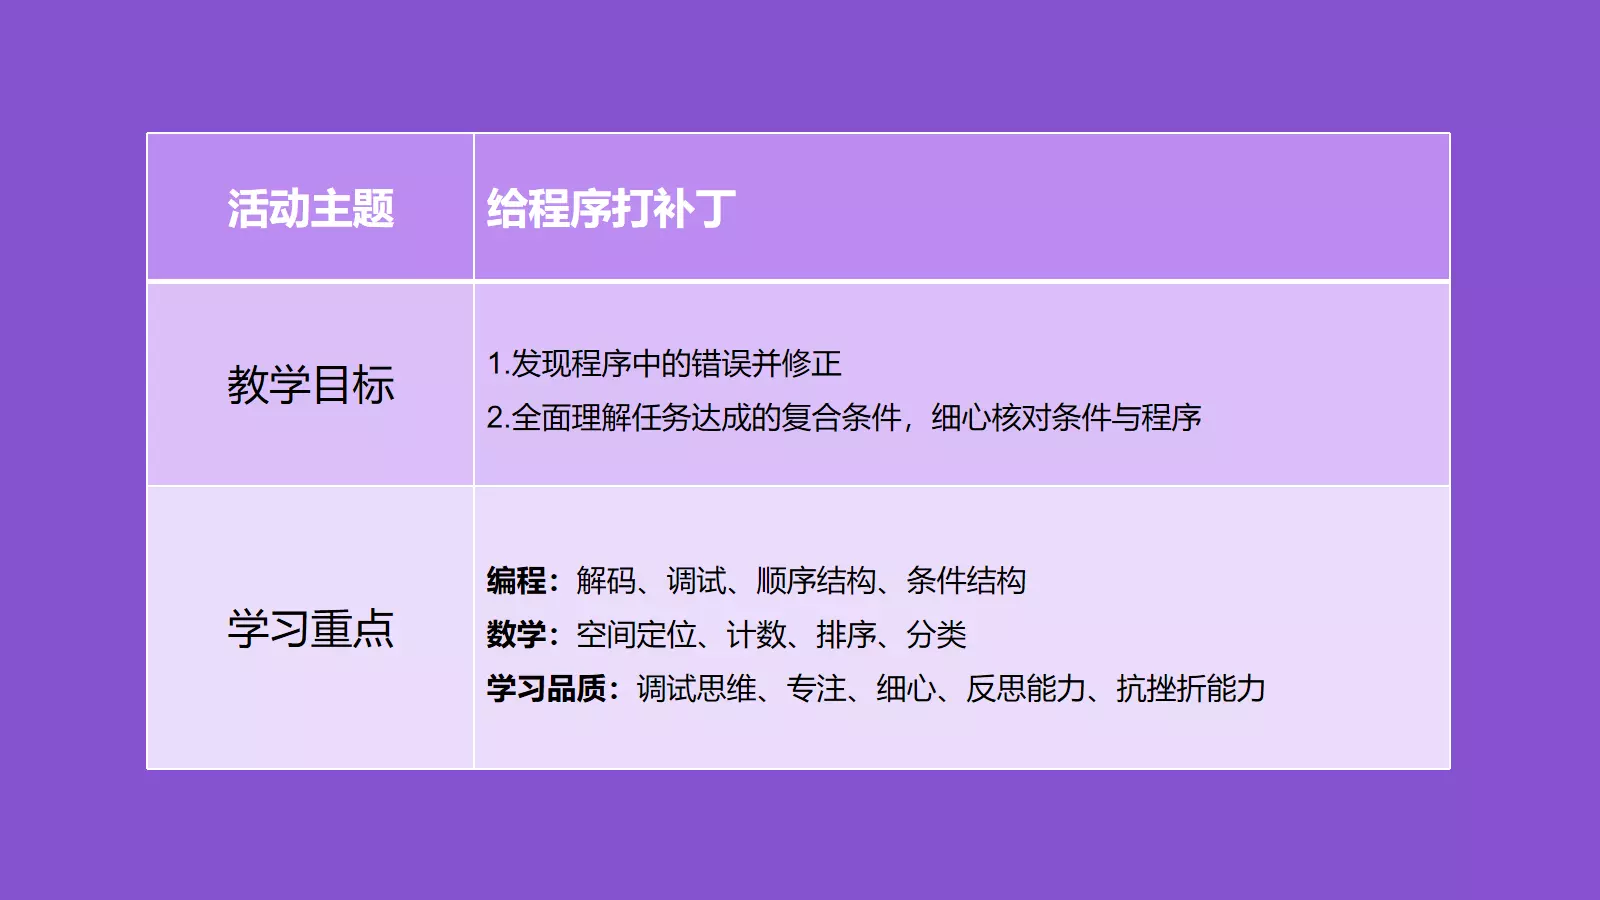 活动主题
给程序打补丁
教学目标
1.发现程序中的错误并修正
2.全面理解任务达成的复合条件，细心核对条件与程序
学习重点
编程：解码、调试、顺序结构、条件结构
数学：空间定位、计数、排序、分类
学习品质：调试思维、专注、细心、反思能力、抗挫折能力